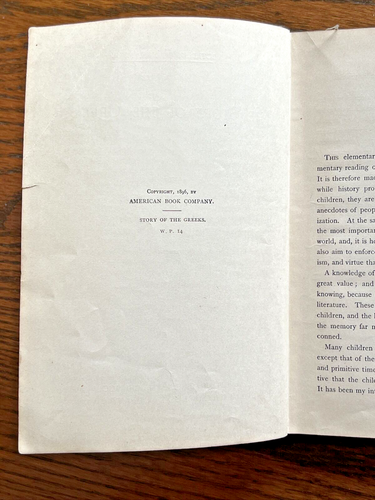 COPYRIGHT, 1896, BY
AMERICAN BOOK COMPANY.
STORY OF THE GREEKS.
W. P. 14
THIS elementar
mentary reading
It is therefore ma
while history pro
children, they are
anecdotes of peop
ization. At the sa
the most importa
world, and, it is h
also aim to enforc
ism, and virtue tha
A knowledge of
great value; and
knowing, because
literature. These
children, and the
the memory far
conned.
Many children
except that of the
and primitive time
tive that the chil
It has been my in